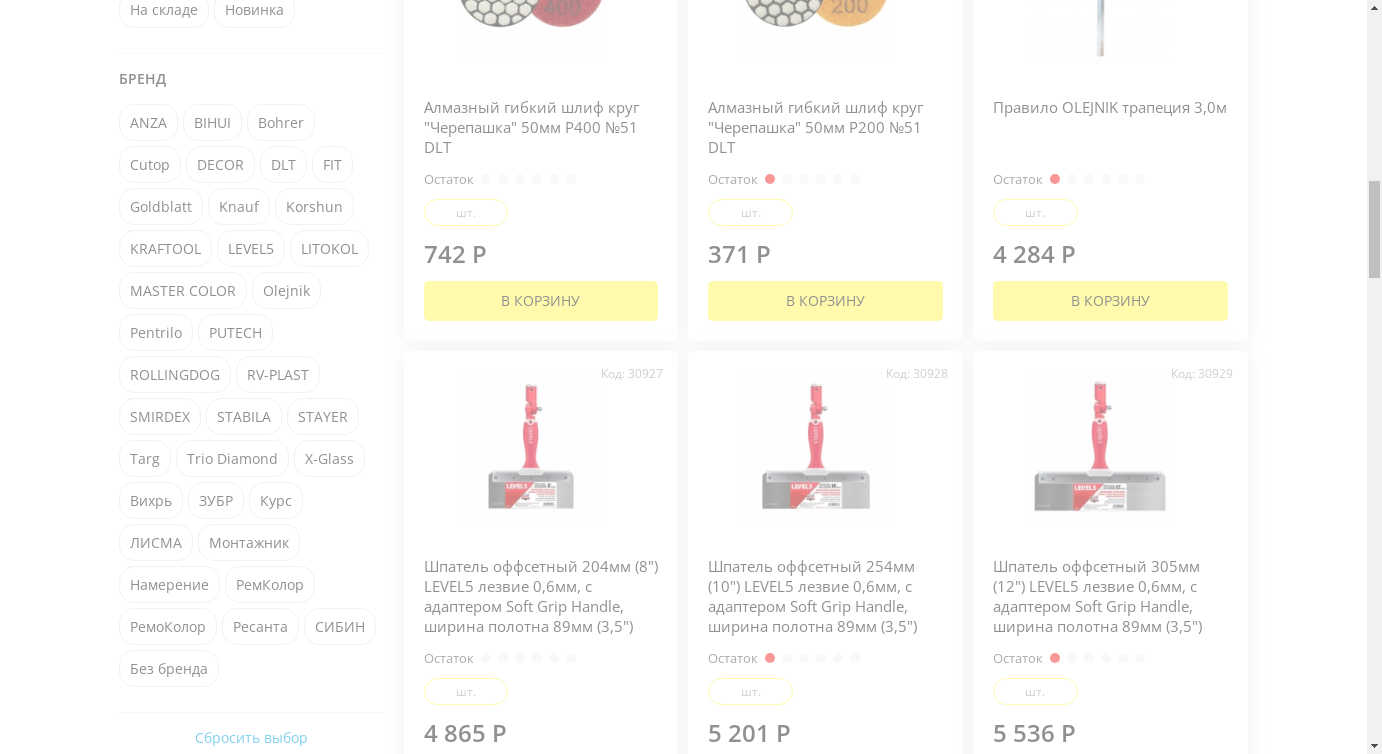 На складе
Новинка
БРЕНД
ANZA
BIHUI
Bohrer
Cutop
DECOR
DLT
FIT
Goldblatt
Knauf
Korshun
KRAFTOOL
LEVEL5
LITOKOL
MASTER COLOR
Olejnik
Pentrilo
PUTECH
ROLLINGDOG
RV-PLAST
SMIRDEX
STABILA
STAYER
Targ
Trio Diamond
X-Glass
Вихрь
ЗУБР
Курс
ЛИСМА
Монтажник
Намерение
РемКолор
РемоКолор
Ресанта
СИБИН
Без бренда
Сбросить выбор
600
Алмазный гибкий шлиф круг
"Черепашка" 50мм Р400 №51
DLT
Остаток
шт.
742 Р
В КОРЗИНУ
200
Алмазный гибкий шлиф круг
"Черепашка" 50мм Р200 №51
DLT
Остаток
шт.
371 Р
В КОРЗИНУ
Правило OLEJNIK трапеция 3,0м
Остаток
шт.
4 284 Р
В КОРЗИНУ
Код: 30927
LEVEL5
Шпатель оффсетный 204мм (8")
LEVEL5 лезвие 0,6мм, с
адаптером Soft Grip Handle,
ширина полотна 89мм (3,5")
Остаток
шт.
4 865 Р
Код: 30928
LEVEL5
Шпатель оффсетный 254мм
(10") LEVEL5 лезвие 0,6мм, с
адаптером Soft Grip Handle,
ширина полотна 89мм (3,5")
Остаток
шт.
5 201 Р
Код: 30929
LEVEL5
Шпатель оффсетный 305мм
(12") LEVEL5 лезвие 0,6мм, с
адаптером Soft Grip Handle,
ширина полотна 89мм (3,5")
Остаток
шт.
5 536 Р